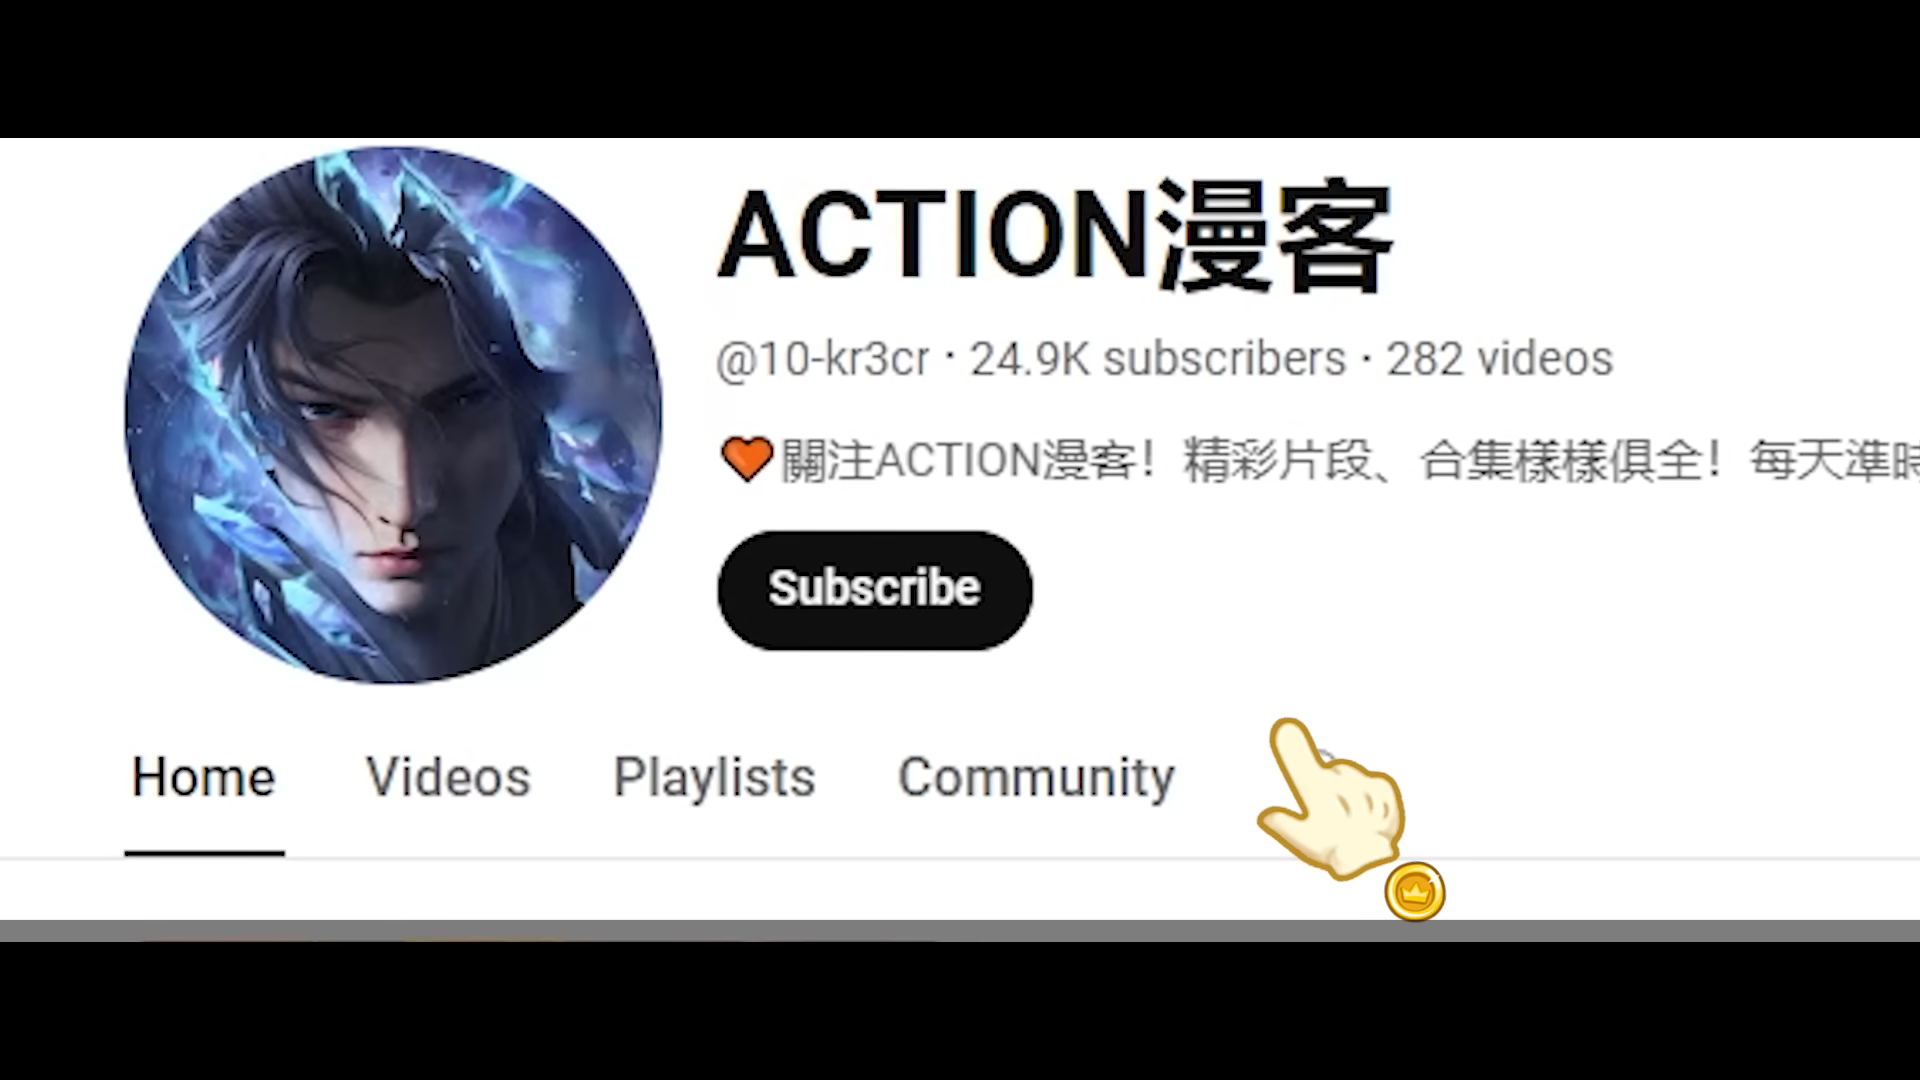 ACTION漫客
@10-kr3cr · 24.9K subscribers · 282 videos
🧡關注ACTION漫客！精彩片段、合集樣樣俱全！每天準時
Subscribe
Home Videos Playlists Community